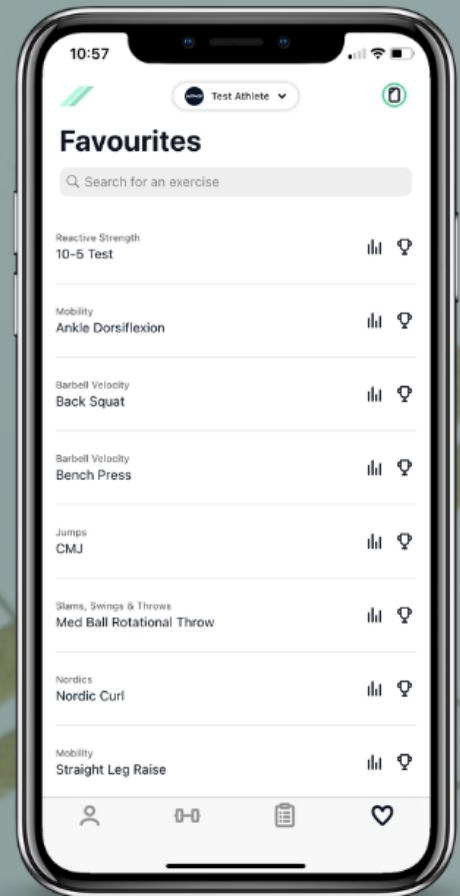 10:57
Test Athlete
Favourites
Search for an exercise
Reactive Strength
10-5 Test
Mobility
Ankle Dorsiflexion
Barbell Velocity
Back Squat
Barbell Velocity
Bench Press
Jumps
CMJ
Slams, Swings & Throws
Med Ball Rotational Throw
Nordics
Nordic Curl
Mobility
Straight Leg Raise